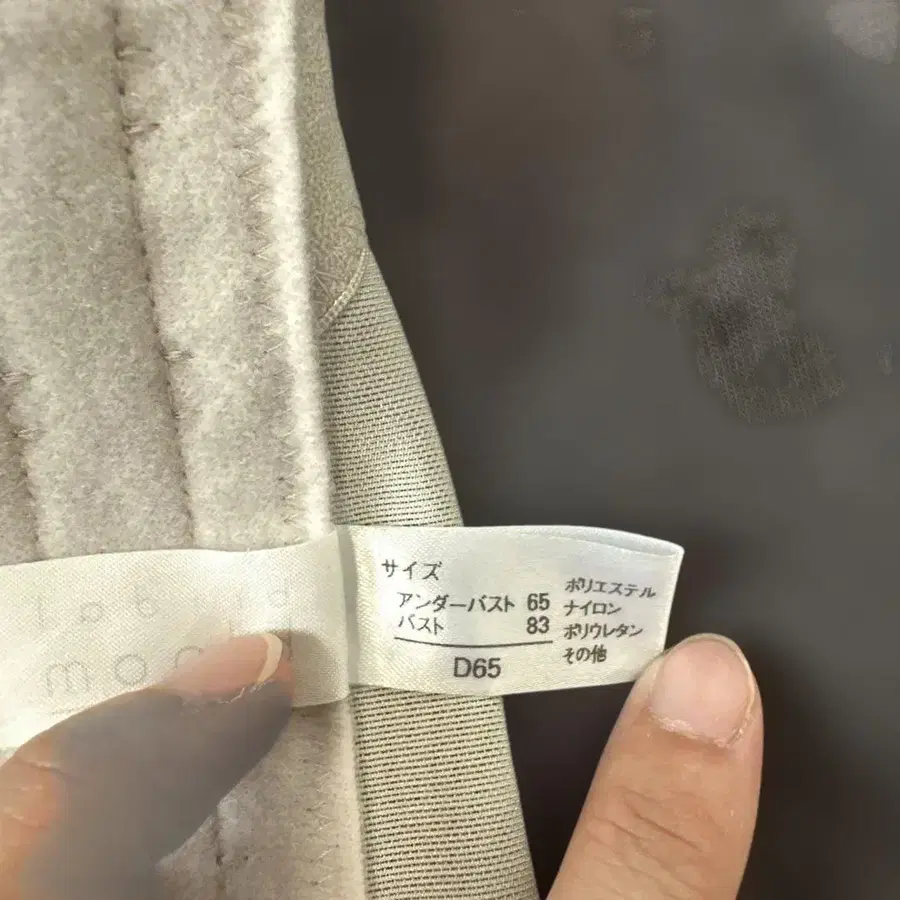 サイズ
アンダーバスト 65
バスト 83
D65
ポリエステル
ナイロン
ポリウレタン
その他